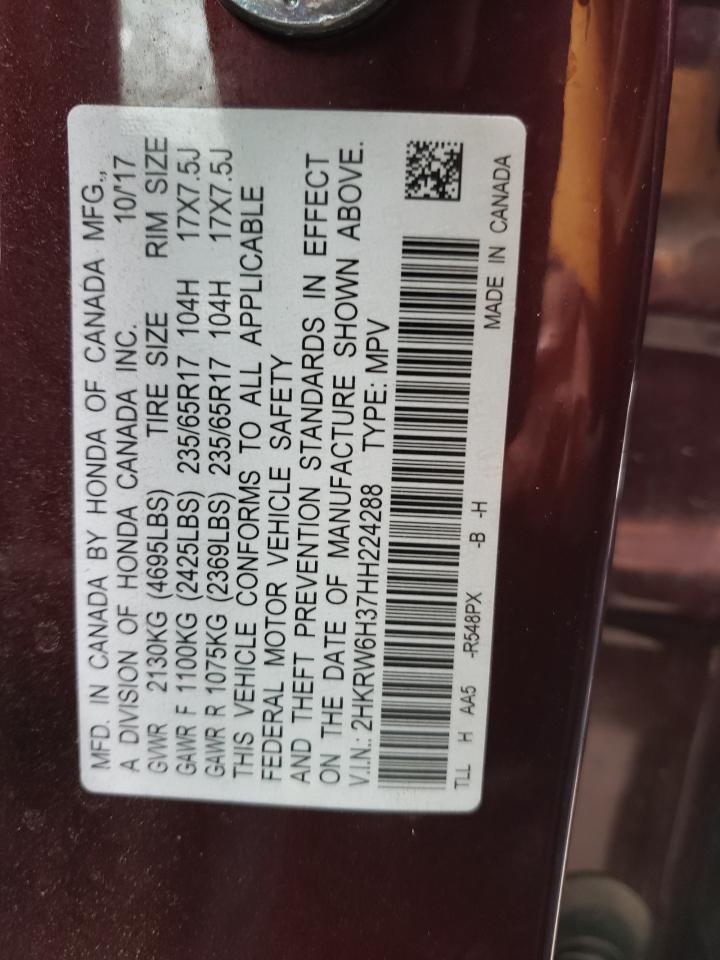 MFD. IN CANADA BY HONDA OF CANADA MFG.,
A DIVISION OF HONDA CANADA INC. 10/'17
GVWR 2130KG (4695LBS) TIRE SIZE RIM SIZE
GAWR F 1100KG (2425LBS) 235/65R17 104H 17X7.5J
GAWR R 1075KG (2369LBS) 235/65R17 104H 17X7.5J
THIS VEHICLE CONFORMS TO ALL APPLICABLE
FEDERAL MOTOR VEHICLE SAFETY
AND THEFT PREVENTION STANDARDS IN EFFECT
ON THE DATE OF MANUFACTURE SHOWN ABOVE.
V.I.N.: 2HKRW6H37HH224288 TYPE: MPV
TLL H AA5 -R548PX -B -H MADE IN CANADA